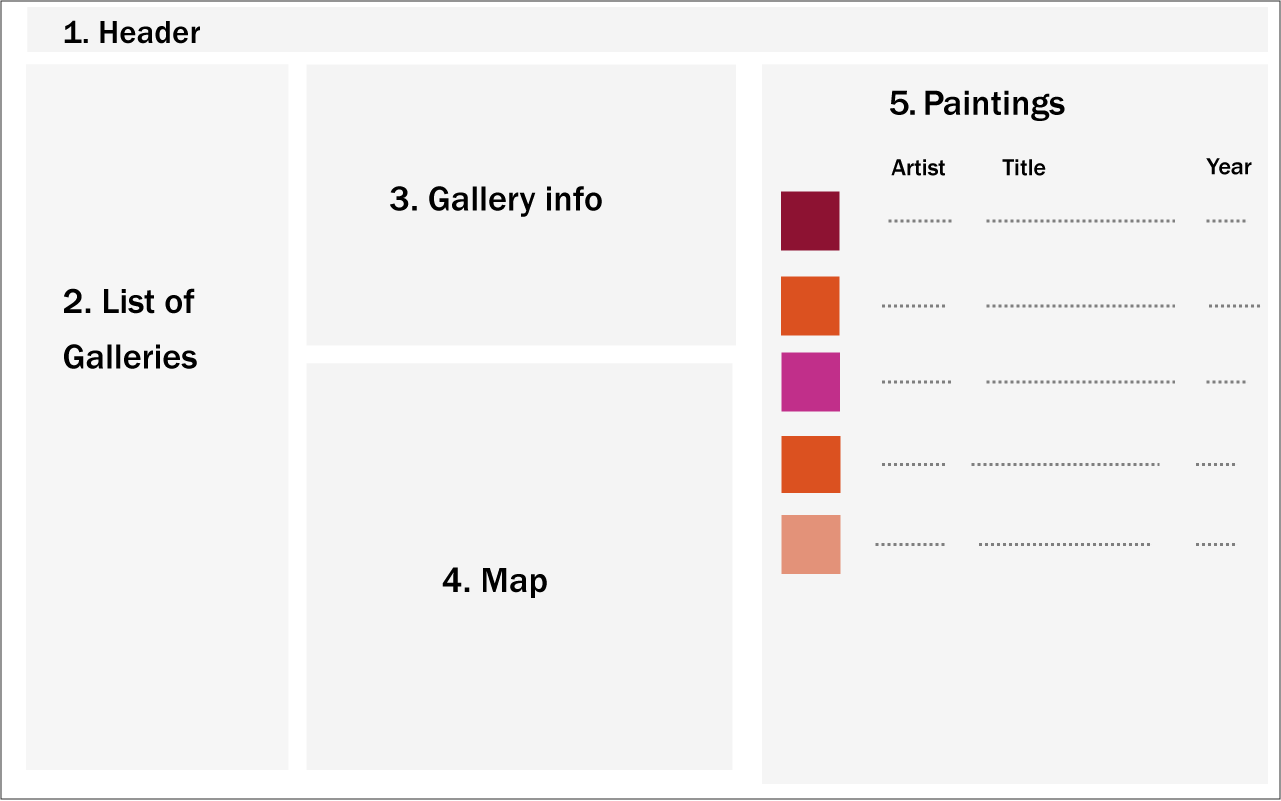 1. Header
2. List of
Galleries
3. Gallery info
4. Map
5. Paintings
Artist Title Year